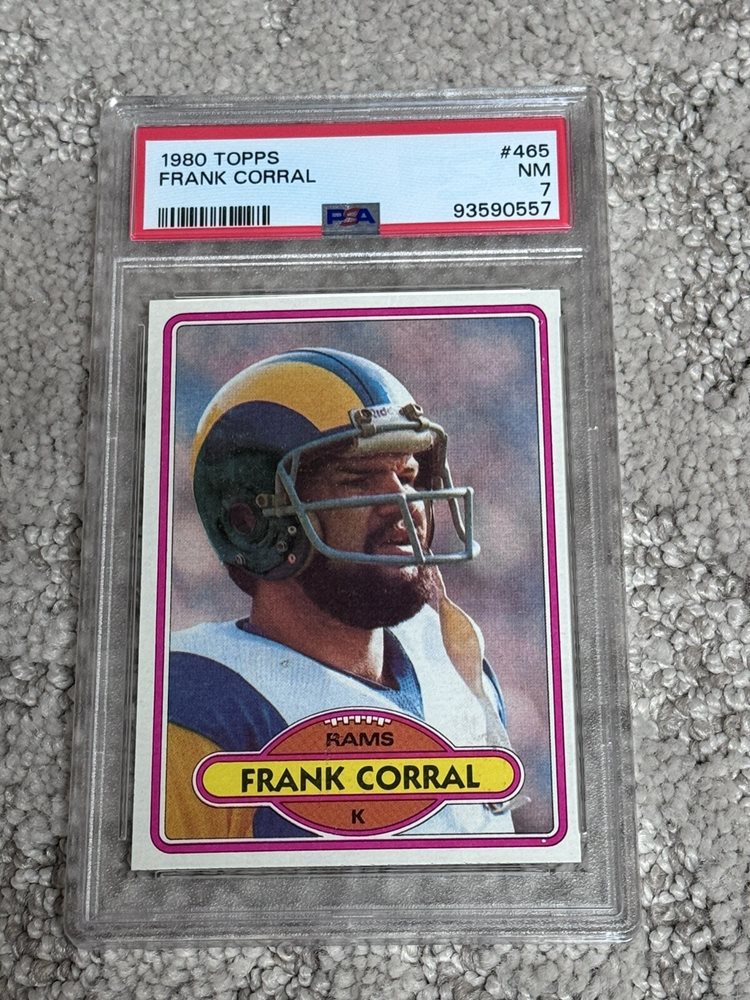 1980 TOPPS #465
FRANK CORRAL NM
7
PSA 93590557
RAMS
FRANK CORRAL
K